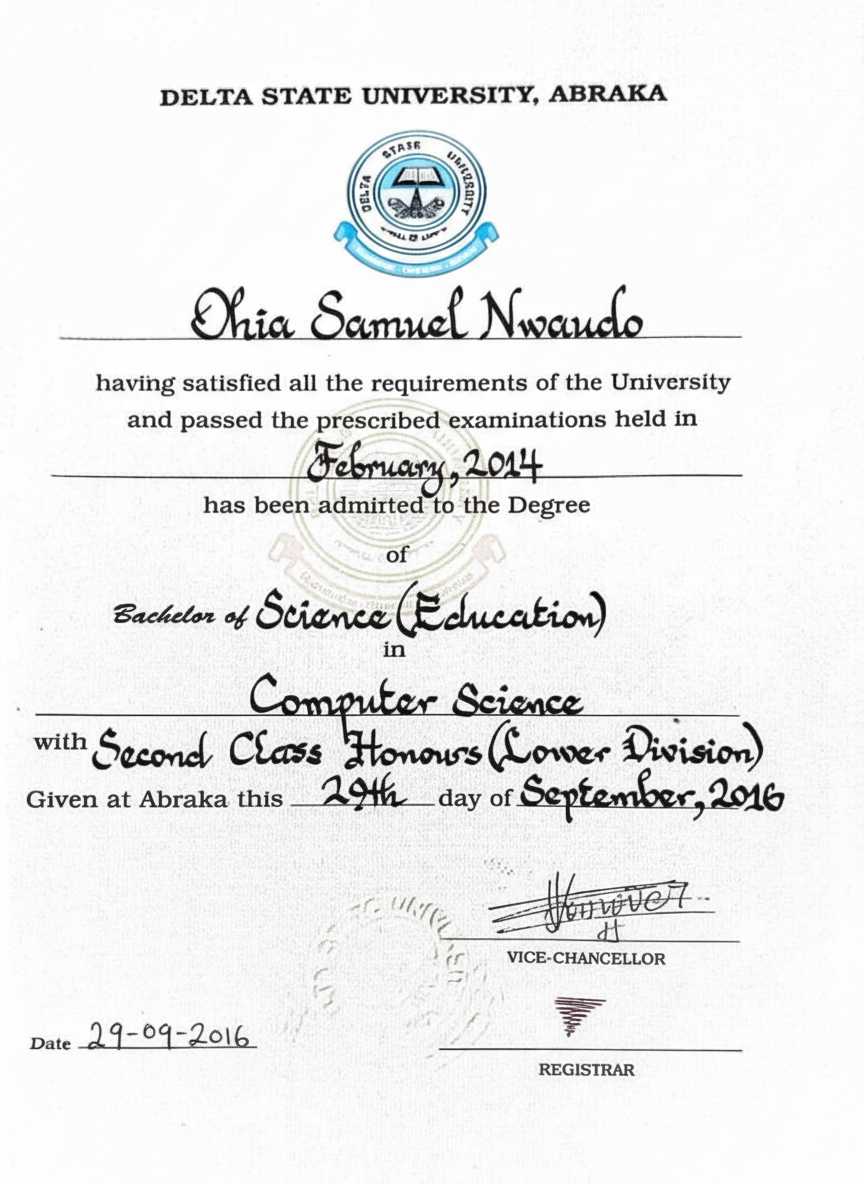 DELTA STATE UNIVERSITY, ABRAKA
DELTA STATE UNIVERSITY
Ohia Samuel Nwaudo
having satisfied all the requirements of the University
and passed the prescribed examinations held in
February, 2014
has been admirted to the Degree
of
Bachelor of Science (Education)
in
Computer Science
with Second Class Honours (Lower Division)
Given at Abraka this 29th day of September, 2016
VICE-CHANCELLOR
Date 29-09-2016
REGISTRAR